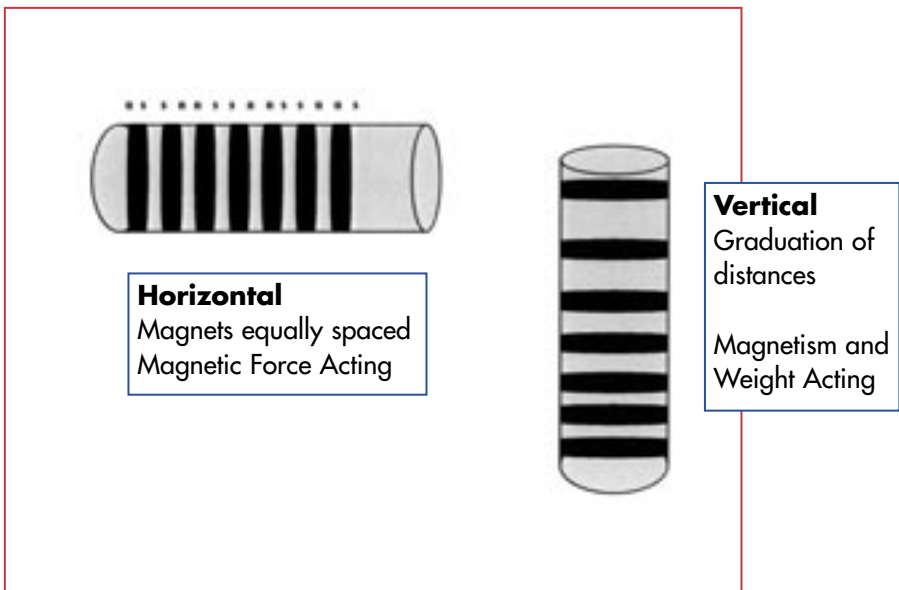 Horizontal
Magnets equally spaced
Magnetic Force Acting
Vertical
Graduation of
distances
Magnetism and
Weight Acting